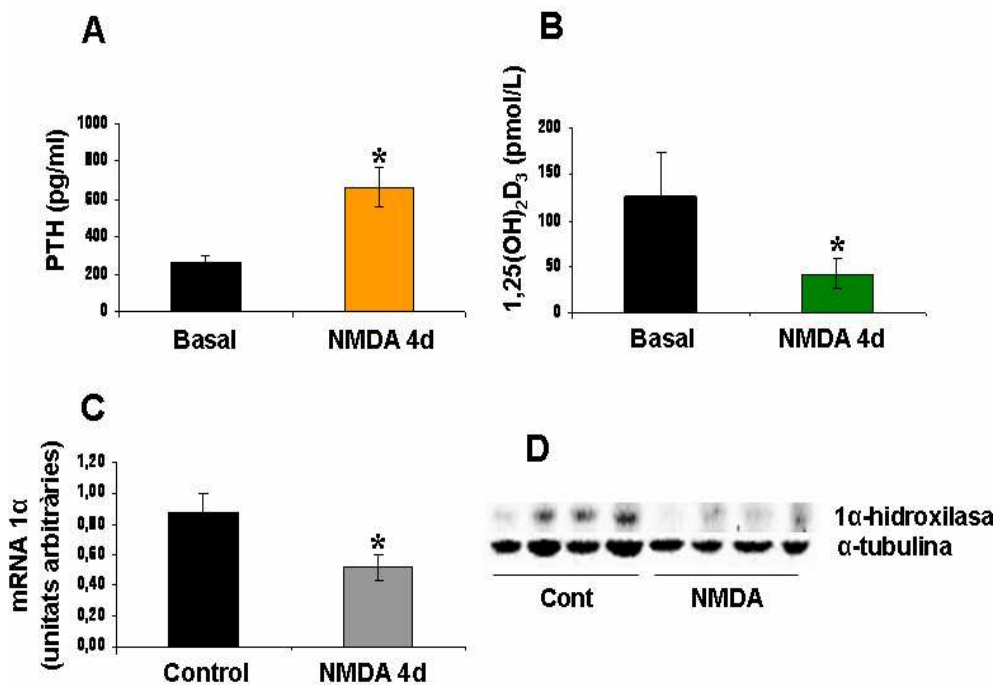 A
PTH (pg/ml)
1000
800
600
400
200
0
*
Basal
NMDA 4d
B
1,25(OH)2D3 (pmol/L)
200
150
100
50
0
*
Basal
NMDA 4d
C
mRNA 1α
(unitats arbitràries)
1,20
1,00
0,80
0,60
0,40
0,20
0,00
*
Control
NMDA 4d
D
1α-hidroxilasa
α-tubulina
Cont
NMDA